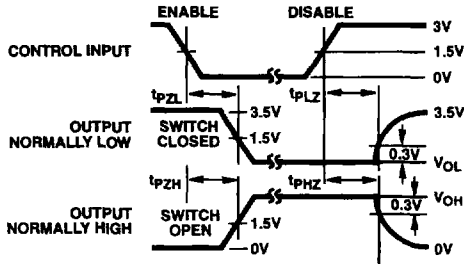 ENABLE DISABLE
3V
CONTROL INPUT 1.5V
0V
tPZL tPLZ
3.5V 3.5V
OUTPUT NORMALLY LOW
SWITCH CLOSED
1.5V
0.3V
VOL
tPZH tPHZ
VOH
0.3V
OUTPUT NORMALLY HIGH
SWITCH OPEN
1.5V
0V 0V